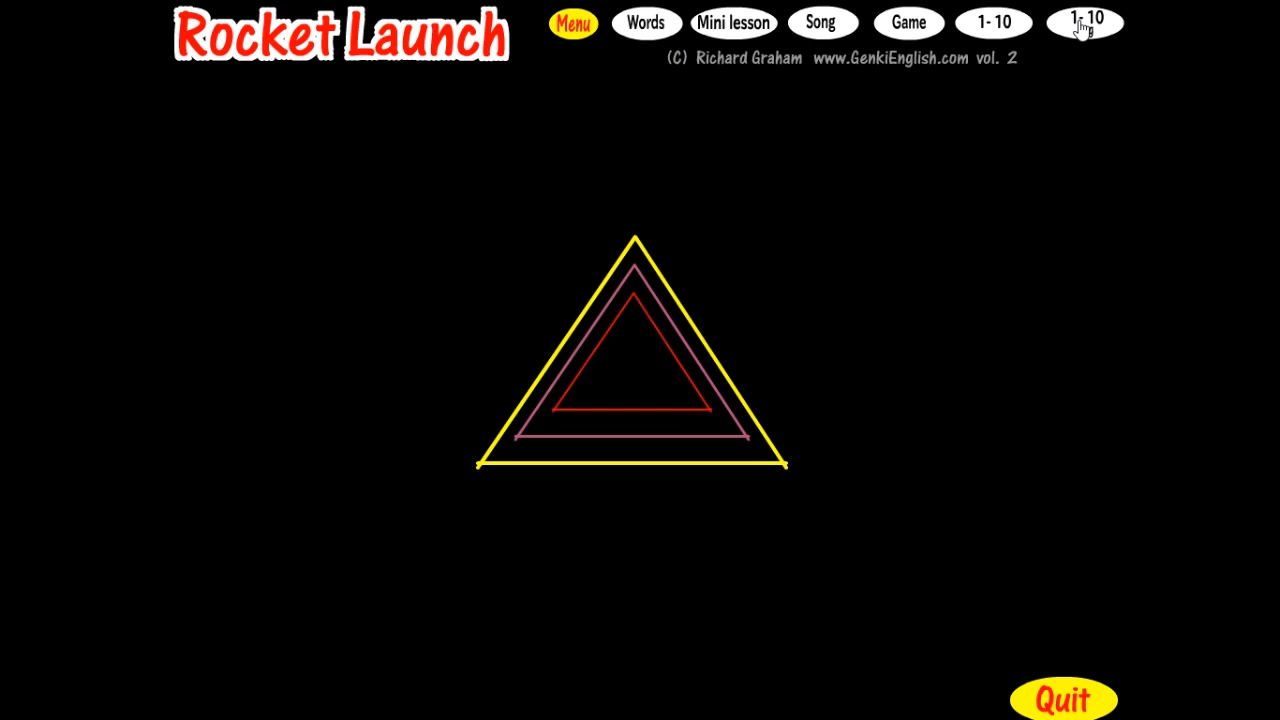 Rocket Launch
Menu
Words
Mini lesson
Song
Game
1- 10
1- 10
(C) Richard Graham www.GenkiEnglish.com vol. 2
Quit